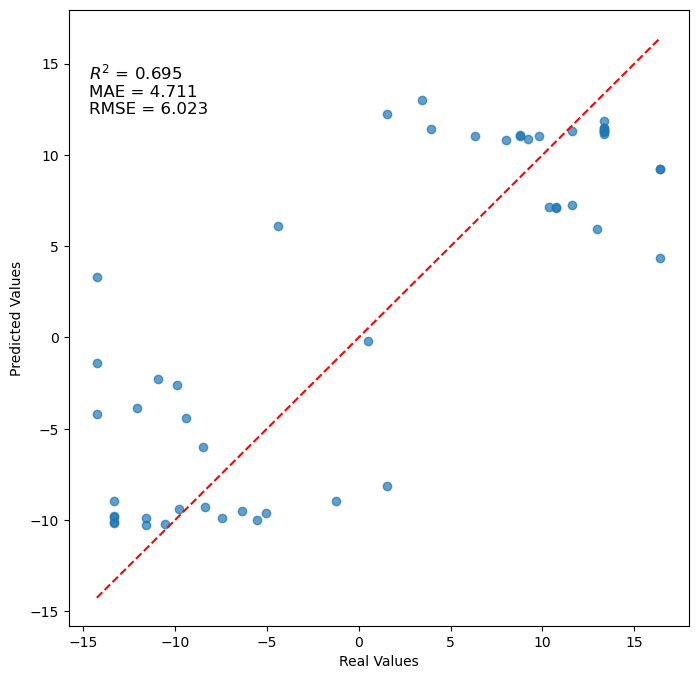 R² = 0.695
MAE = 4.711
RMSE = 6.023
15
10
5
0
−5
−10
−15
Predicted Values
−15 −10 −5 0 5 10 15
Real Values